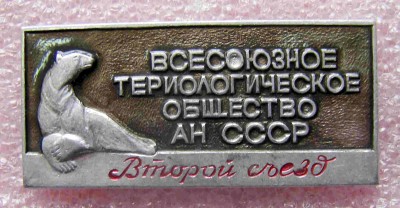 ВСЕСОЮЗНОЕ
ТЕРИОЛОГИЧЕСКОЕ
ОБЩЕСТВО
АН СССР
Второй съезд